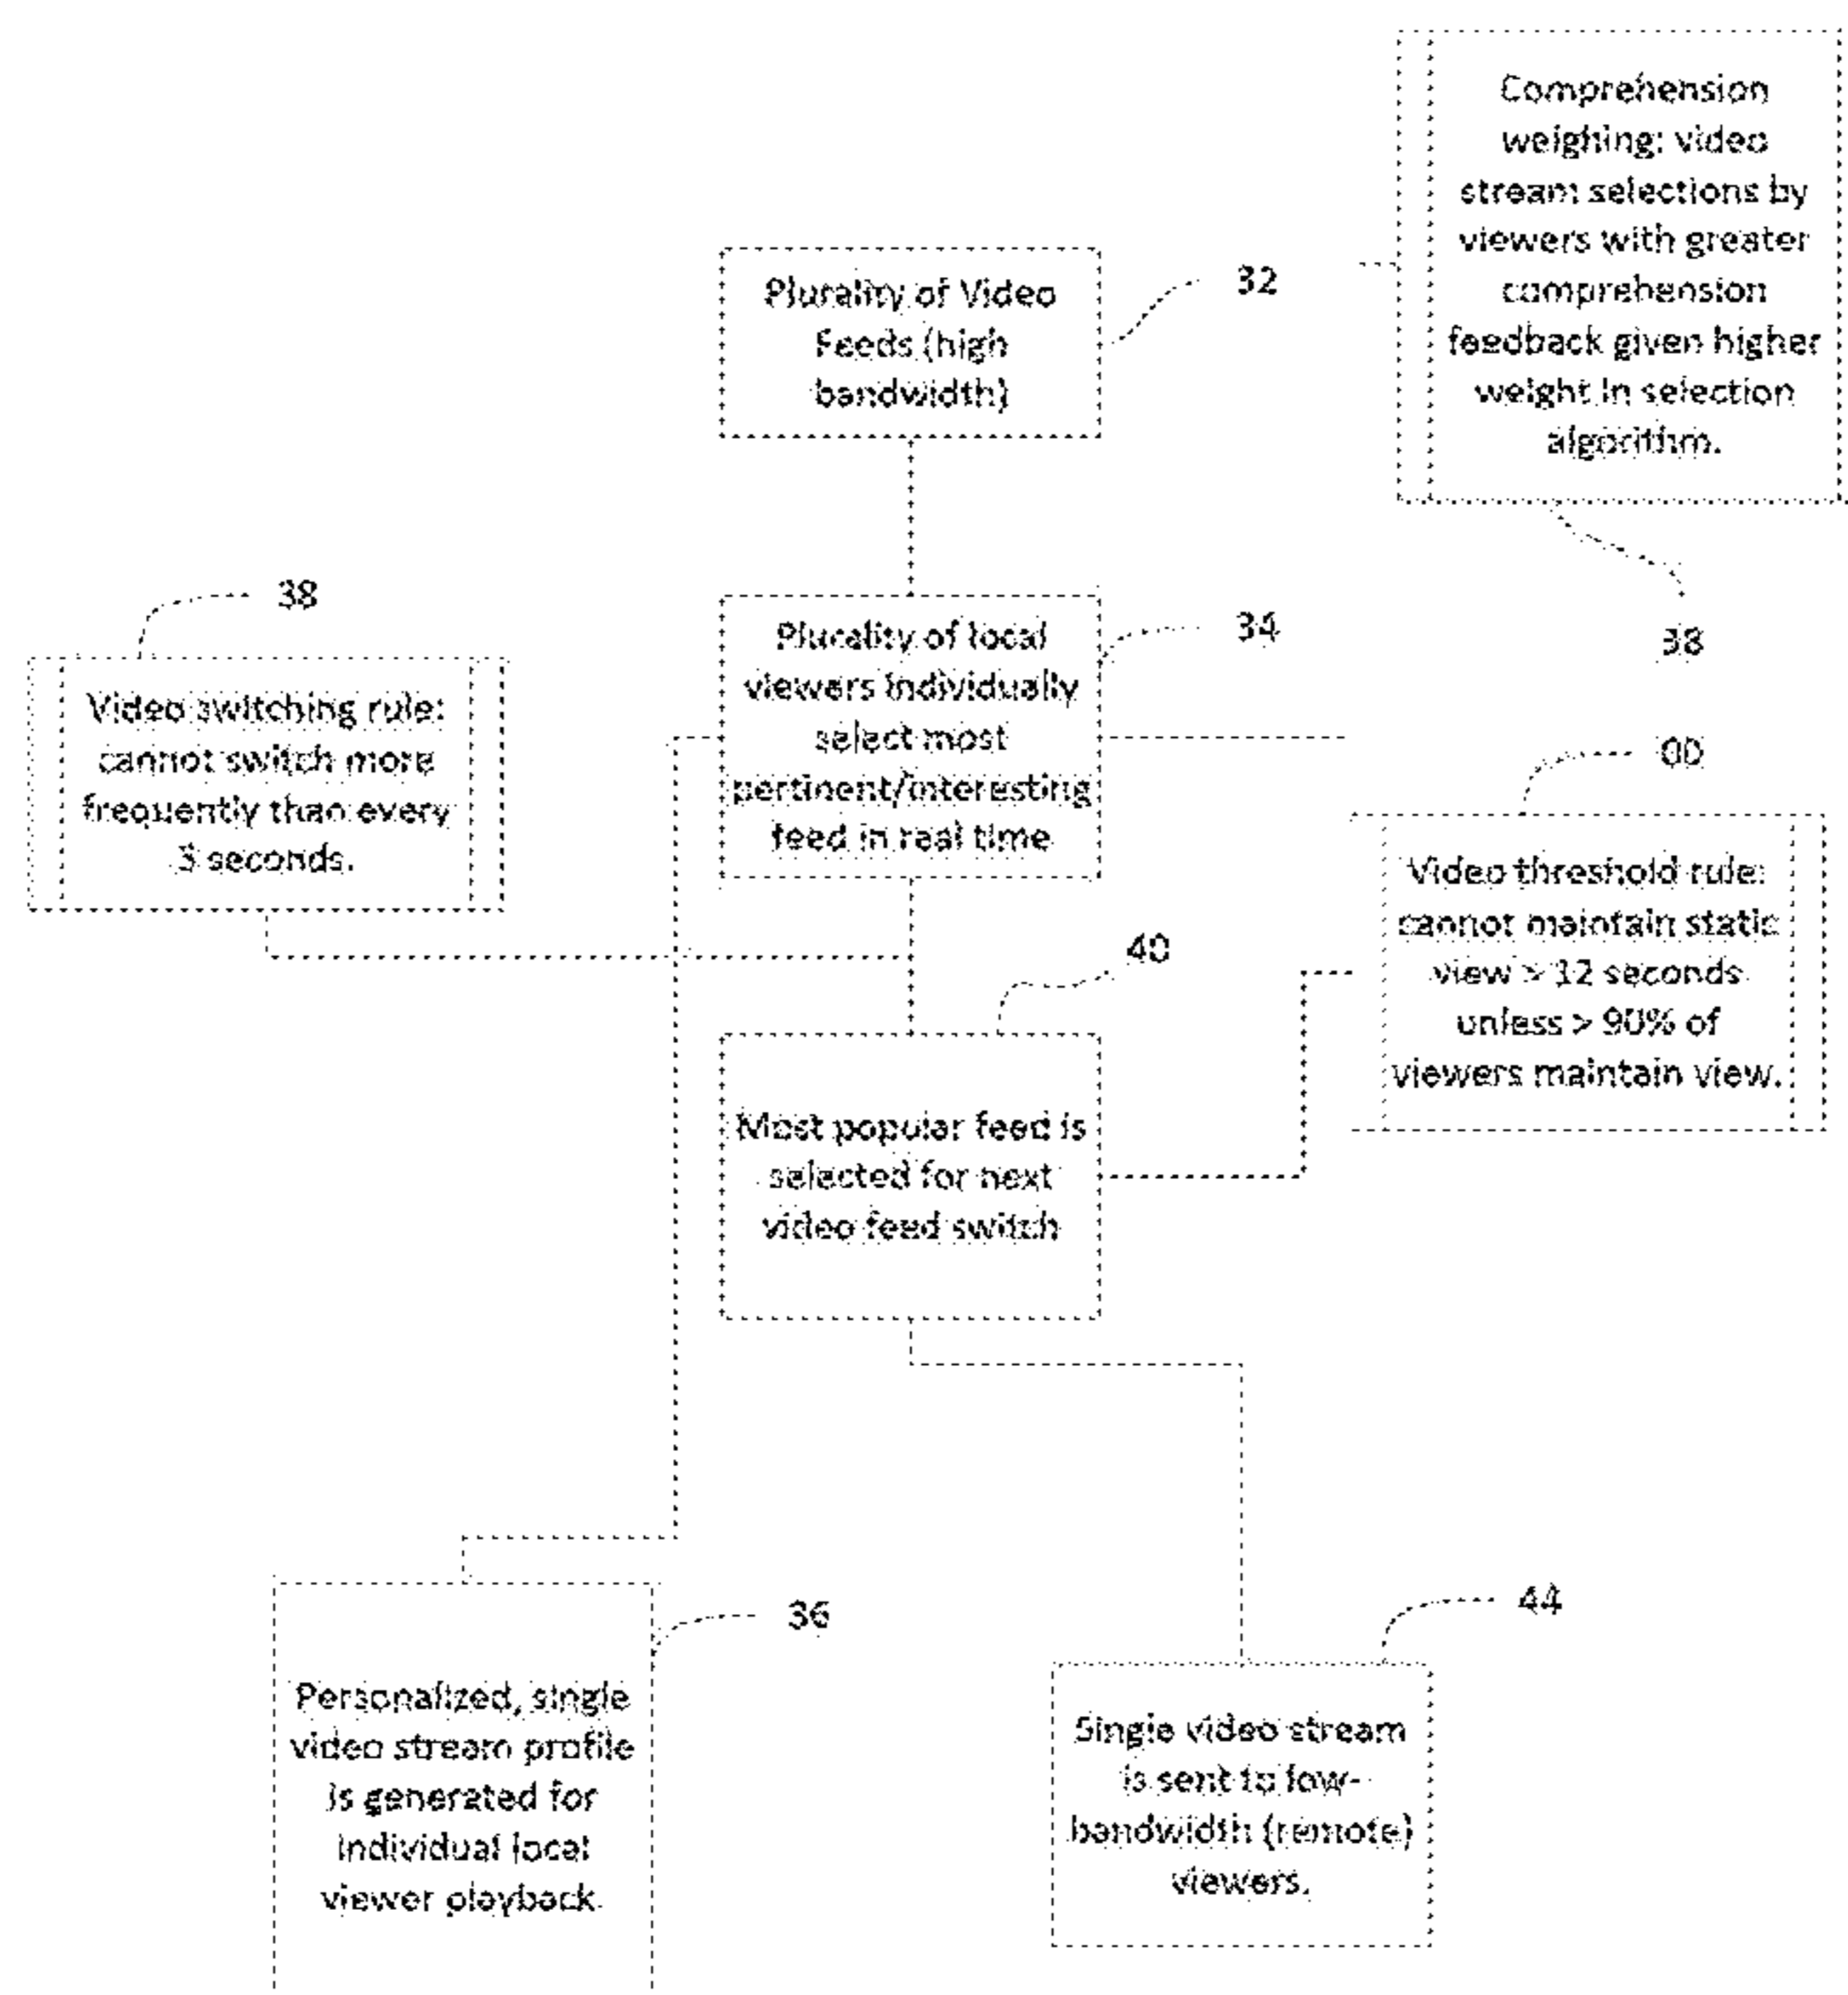 Comprehension
weighing: video
stream selections by
viewers with greater
comprehension
feedback given higher
weight in selection
algorithm.
38
Plurality of Video
Feeds (high
bandwidth)
32
38
Video switching rule:
cannot switch more
frequently than every
3 seconds.
Plurality of local
viewers individually
select most
pertinent/interesting
feed in real time
34
Video threshold rule:
cannot maintain static
view > 12 seconds
unless > 90% of
viewers maintain view.
40
Most popular feed is
selected for next
video feed switch
36
Personalized, single
video stream profile
is generated for
individual local
viewer playback.
44
Single video stream
is sent to low-
bandwidth (remote)
viewers.